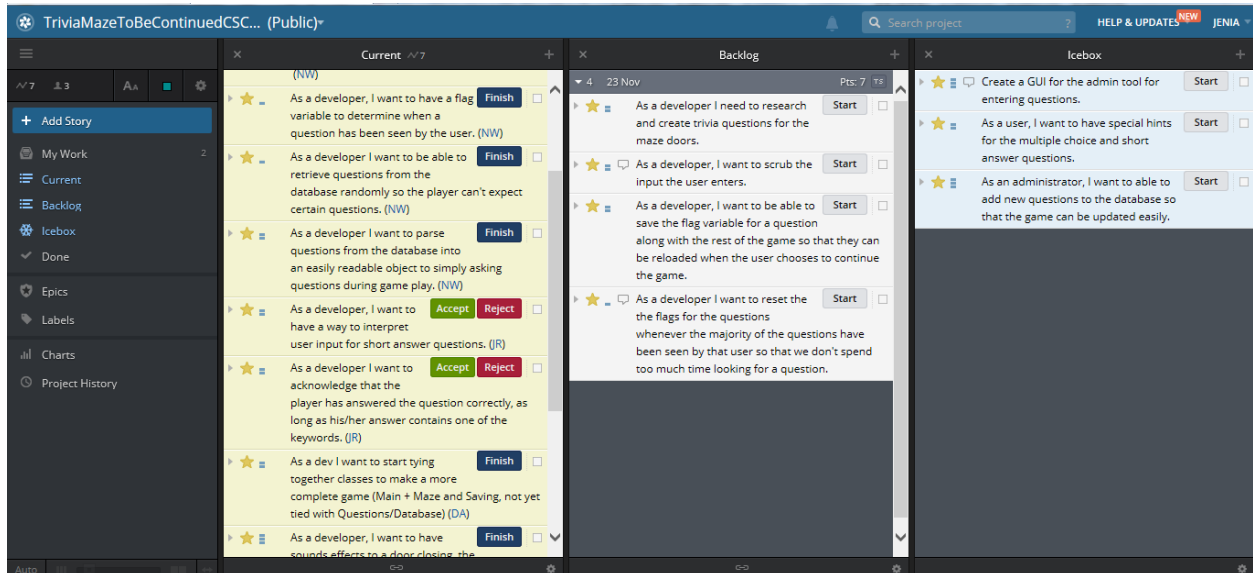 TriviaMazeToBeContinuedCSC... (Public)
Search project
?
HELP & UPDATES
NEW
JENIA
7
3
AA
+ Add Story
My Work 2
Current
Backlog
Icebox
Done
Epics
Labels
Charts
Project History
Auto
× Current 7 +
(NW)
As a developer, I want to have a flag Finish
variable to determine when a
question has been seen by the user. (NW)
As a developer I want to be able to Finish
retrieve questions from the
database randomly so the player can't expect
certain questions. (NW)
As a developer I want to parse Finish
questions from the database into
an easily readable object to simply asking
questions during game play. (NW)
As a developer, I want to Accept Reject
have a way to interpret
user input for short answer questions. (JR)
As a developer I want to Accept Reject
acknowledge that the
player has answered the question correctly, as
long as his/her answer contains one of the
keywords. (JR)
As a dev I want to start tying Finish
together classes to make a more
complete game (Main + Maze and Saving, not yet
tied with Questions/Database) (DA)
As a developer, I want to have Finish
sounds effects to a door closing, the
× Backlog +
4 23 Nov Pts: 7 TS
As a developer I need to research Start
and create trivia questions for the
maze doors.
As a developer, I want to scrub the Start
input the user enters.
As a developer, I want to be able to Start
save the flag variable for a question
along with the rest of the game so that they can
be reloaded when the user chooses to continue
the game.
As a developer I want to reset the Start
the flags for the questions
whenever the majority of the questions have
been seen by that user so that we don't spend
too much time looking for a question.
× Icebox +
Create a GUI for the admin tool for Start
entering questions.
As a user, I want to have special hints Start
for the multiple choice and short
answer questions.
As an administrator, I want to able to Start
add new questions to the database so
that the game can be updated easily.